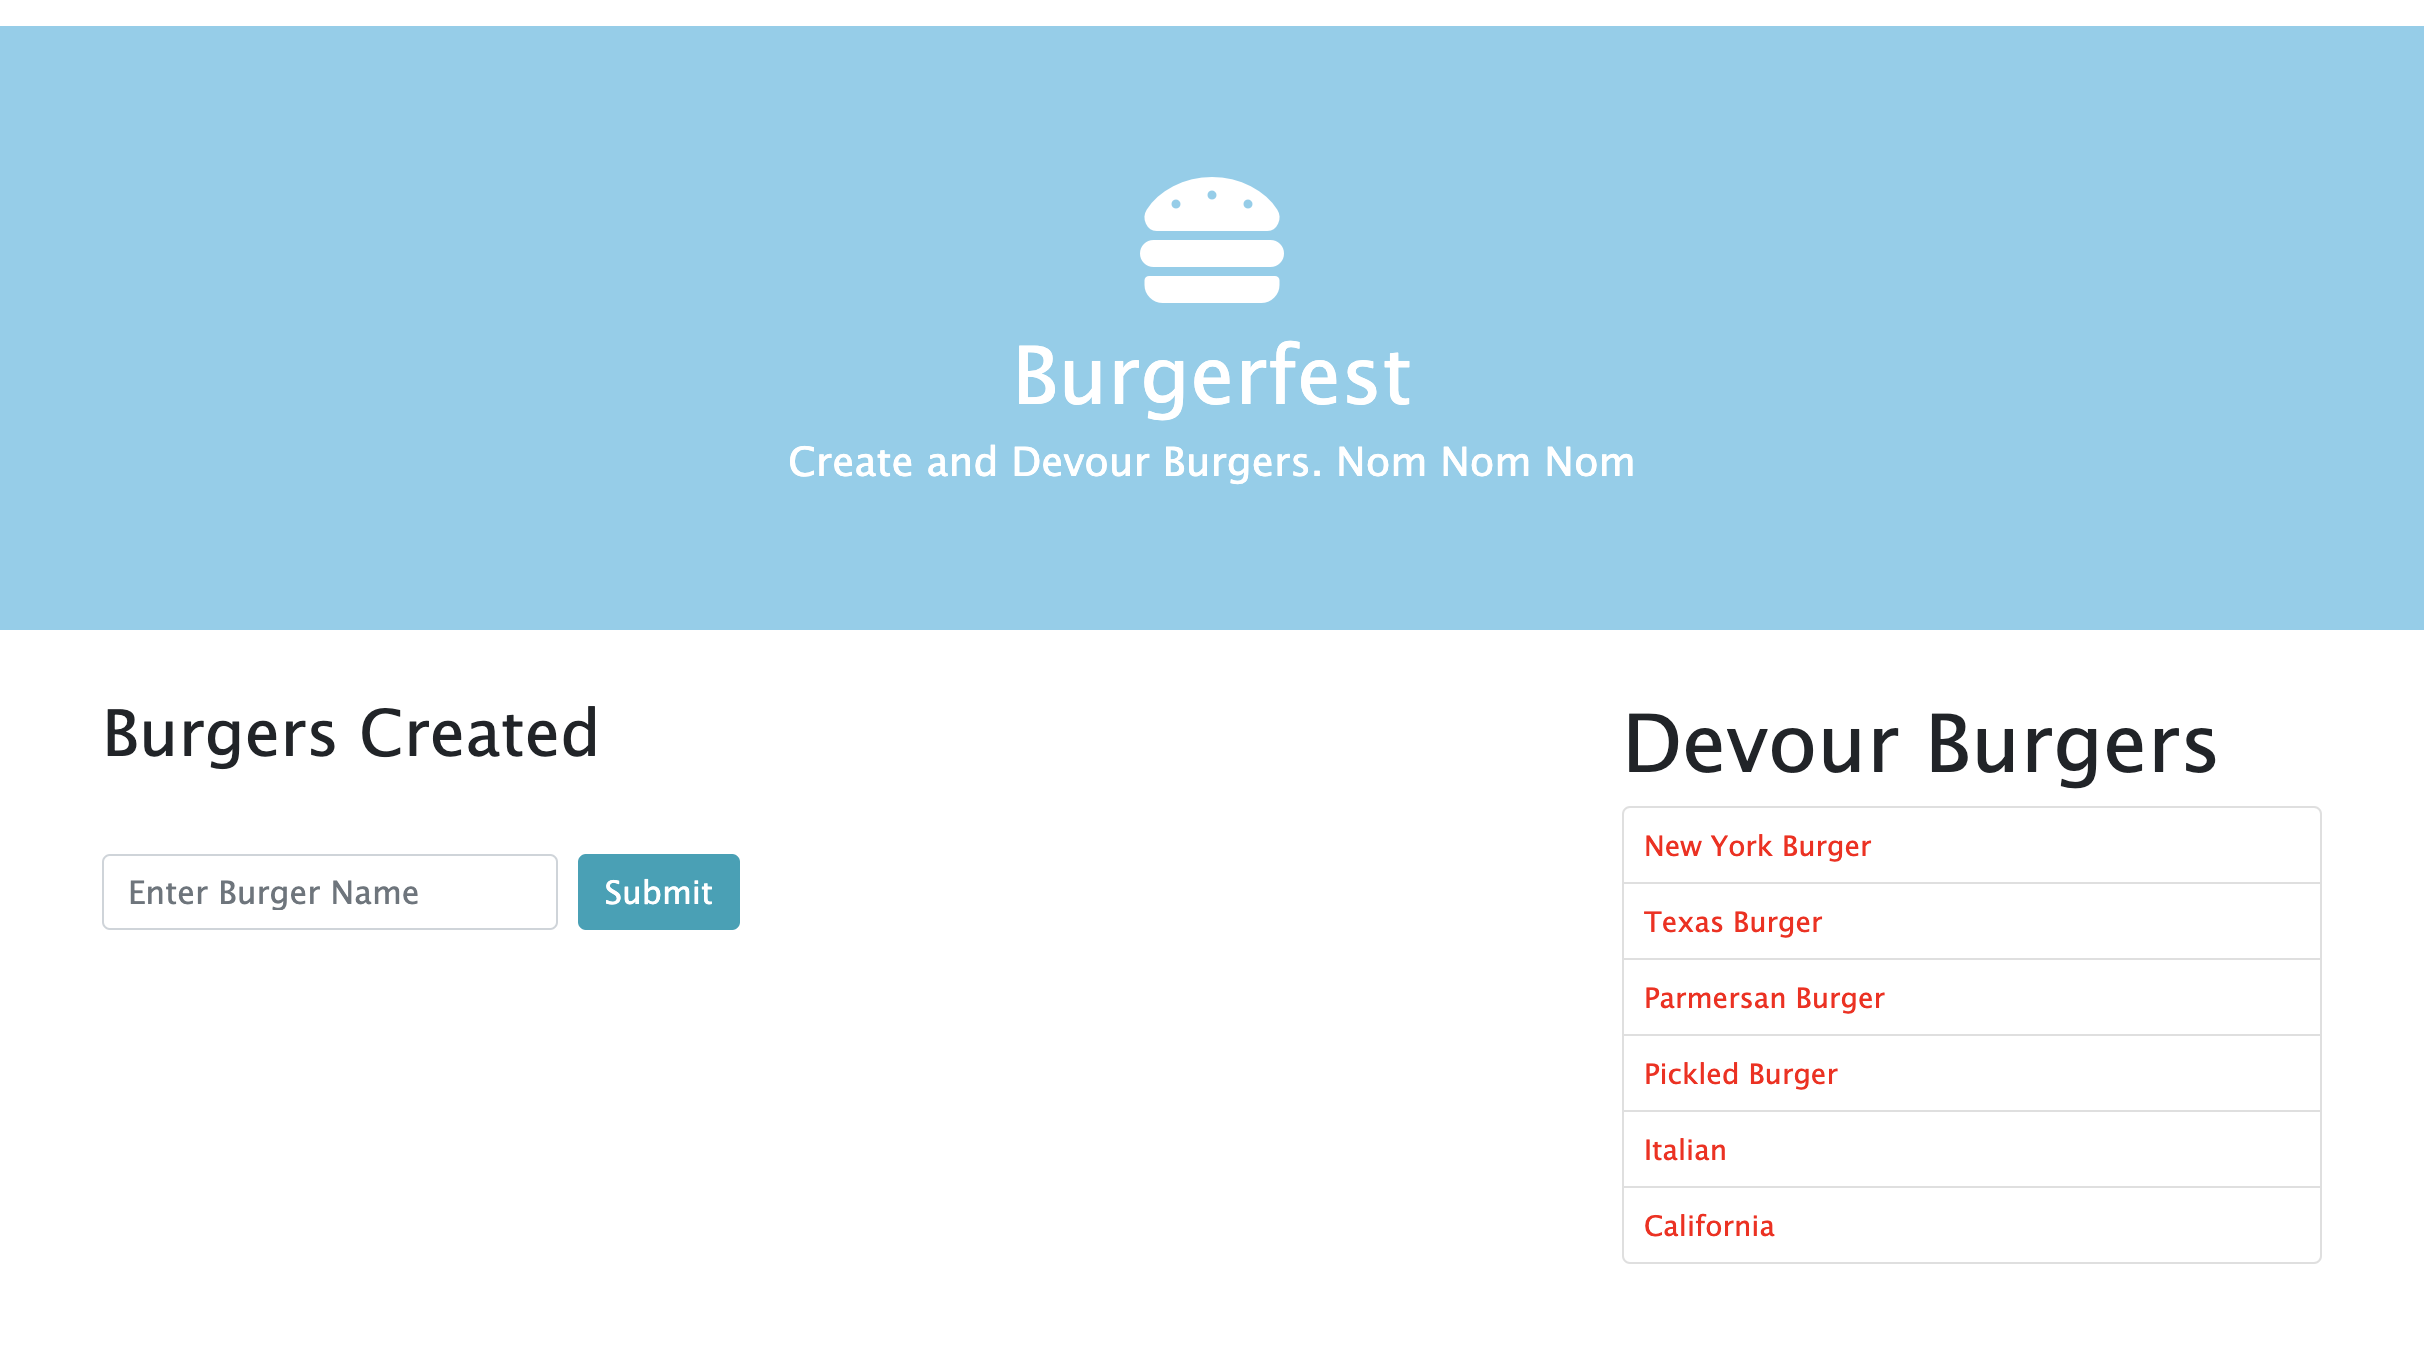 Burgerfest
Create and Devour Burgers. Nom Nom Nom
Burgers Created
Enter Burger Name
Submit
Devour Burgers
New York Burger
Texas Burger
Parmersan Burger
Pickled Burger
Italian
California